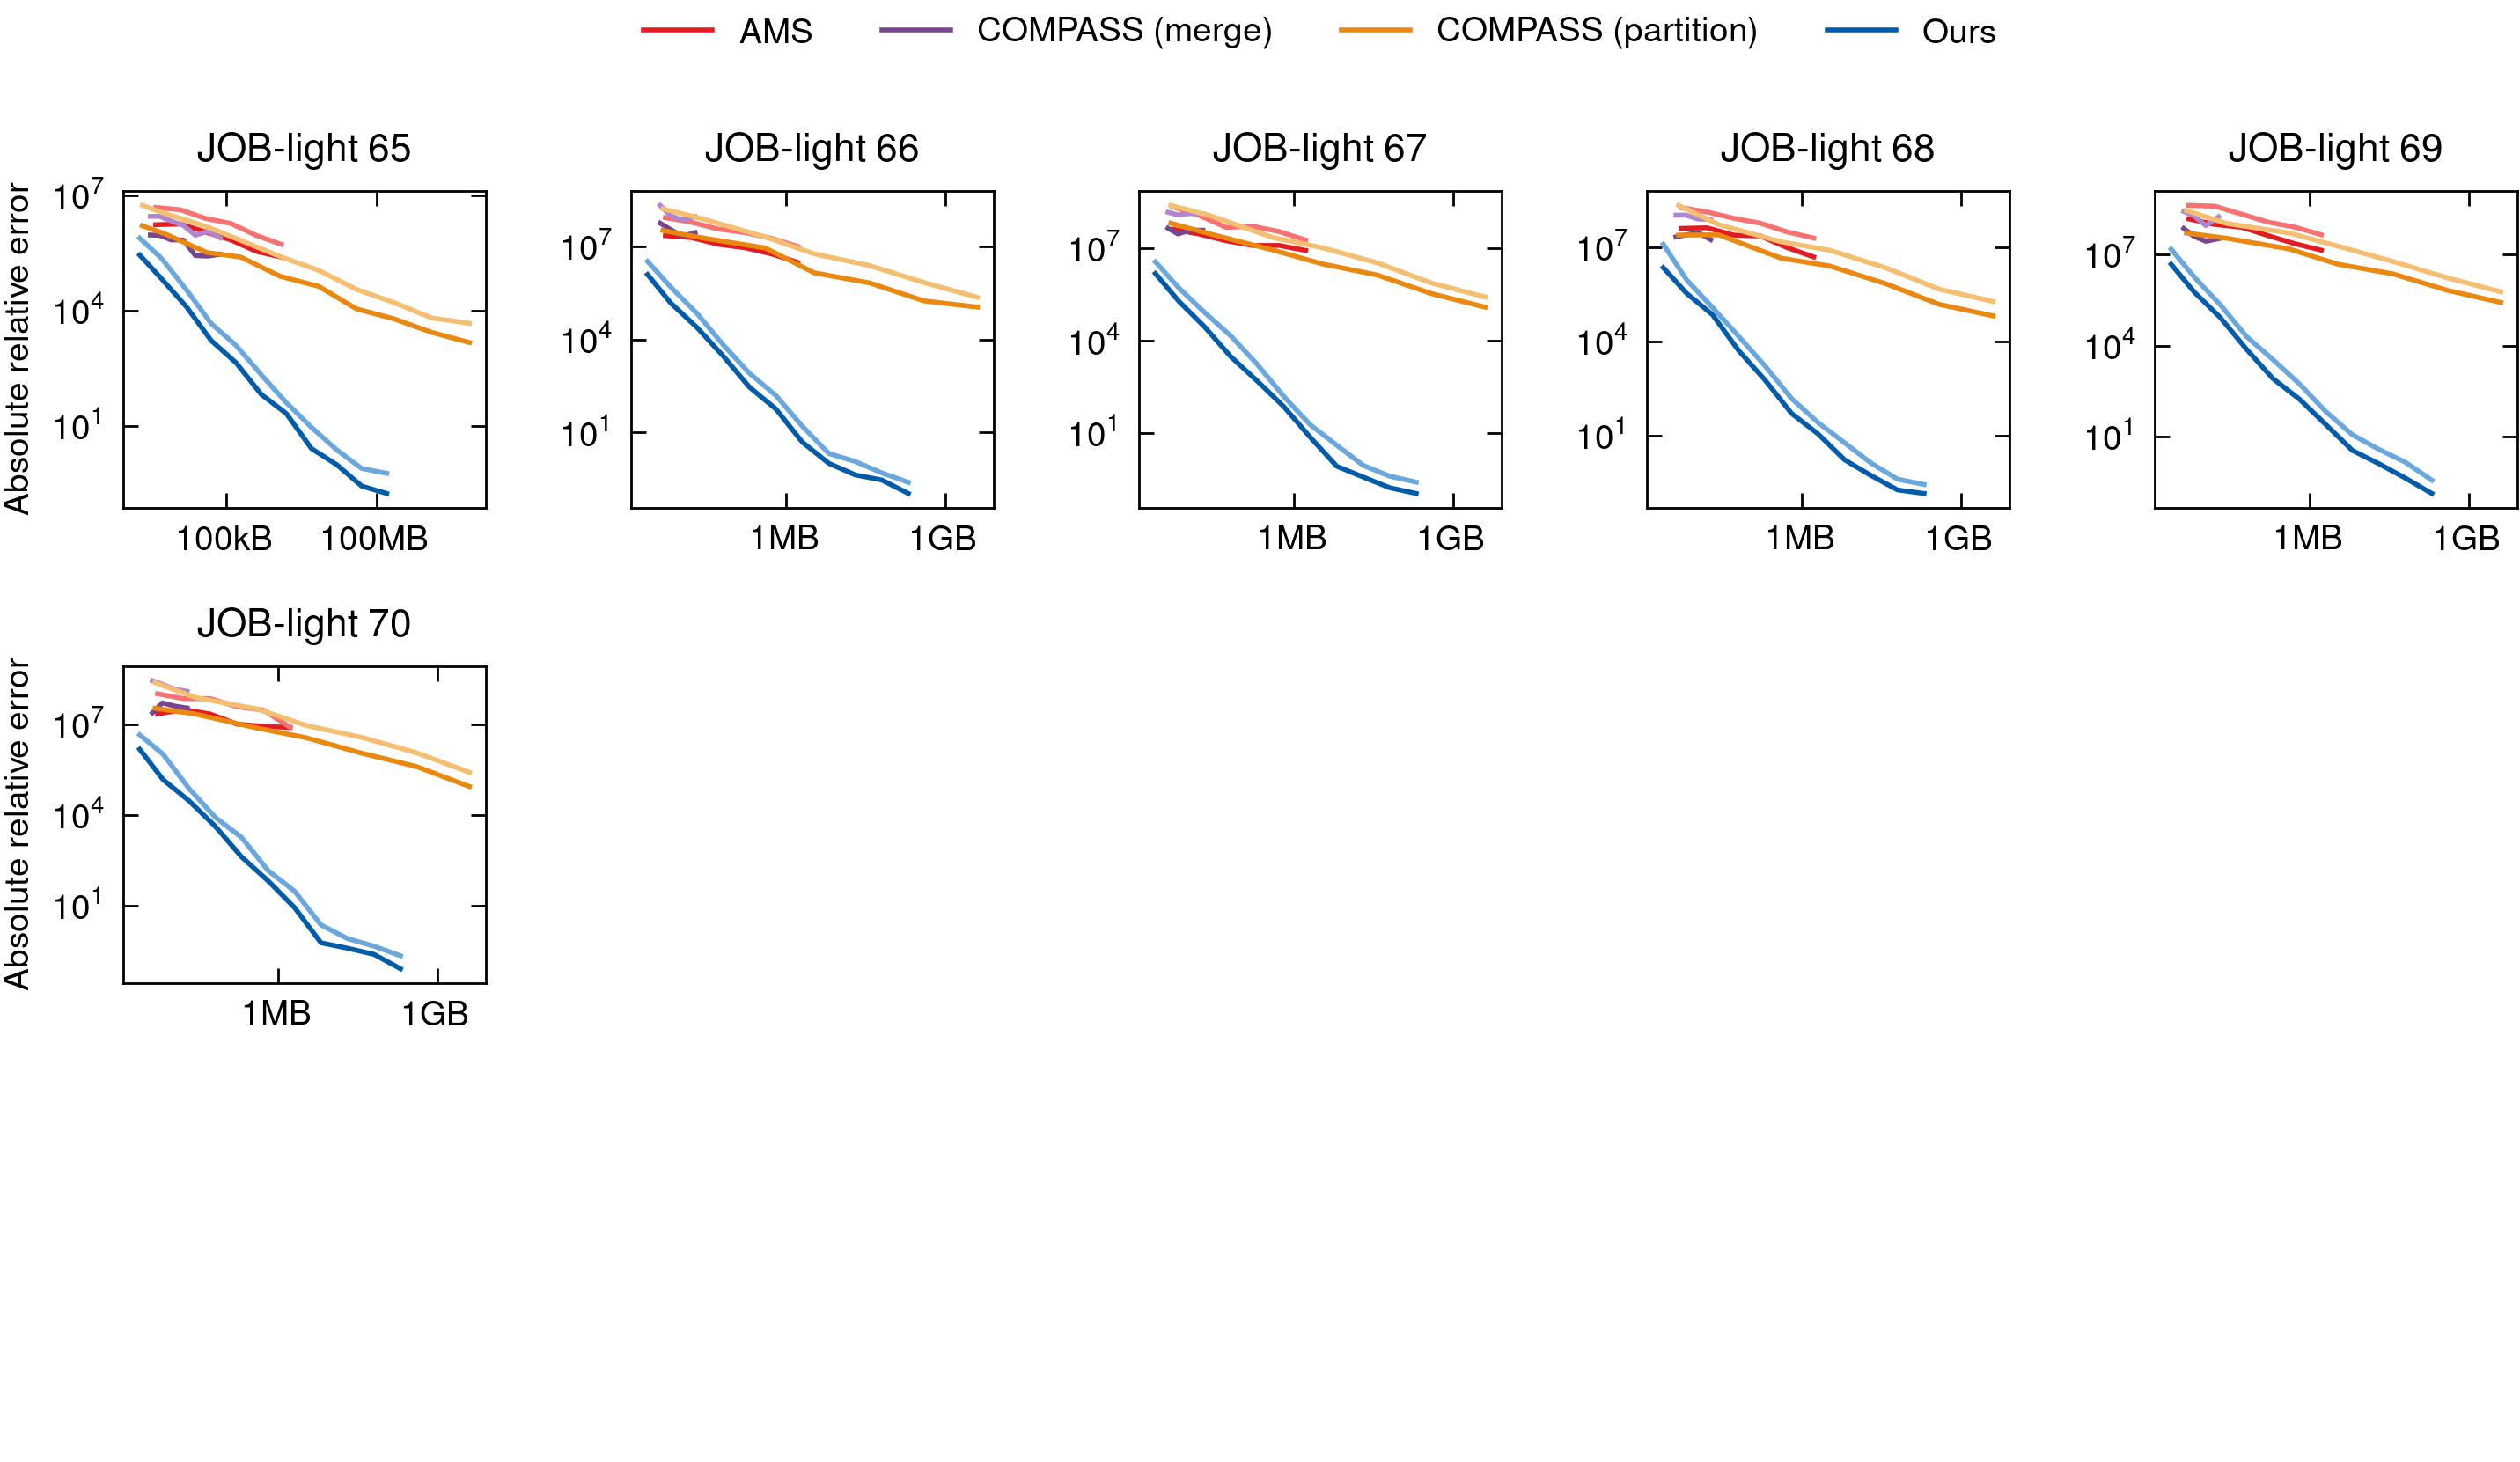 AMS COMPASS (merge) COMPASS (partition) Ours
JOB-light 65 JOB-light 66 JOB-light 67 JOB-light 68 JOB-light 69
Absolute relative error
10^7
10^4
10^1
10^7
10^4
10^1
10^7
10^4
10^1
10^7
10^4
10^1
10^7
10^4
10^1
100kB 100MB 1MB 1GB 1MB 1GB 1MB 1GB 1MB 1GB
JOB-light 70
Absolute relative error
10^7
10^4
10^1
1MB 1GB